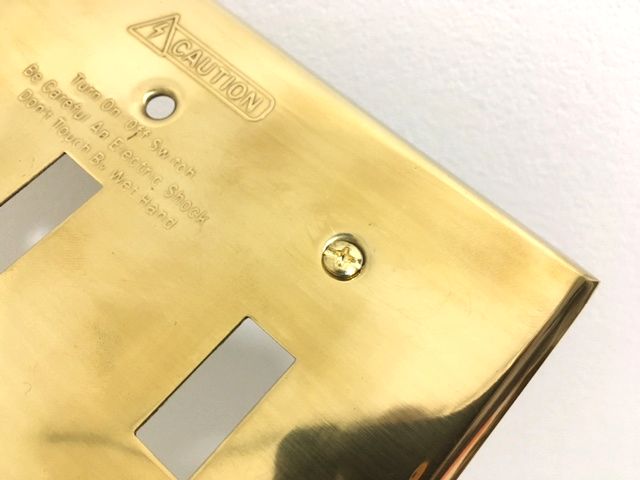 CAUTION
Turn On Off Switch
Be Careful An Electric Shock
Don't Touch By Wet Hand